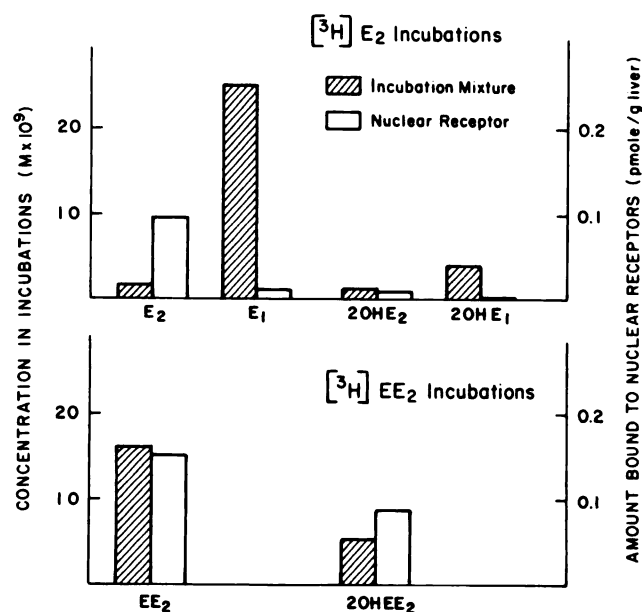 [³H] E₂ Incubations
Incubation Mixture
Nuclear Receptor
CONCENTRATION IN INCUBATIONS (M×10⁹)
AMOUNT BOUND TO NUCLEAR RECEPTORS (pmole/g liver)
20
10
0.2
0.1
E₂
E₁
2OHE₂
2OHE₁
[³H] EE₂ Incubations
20
10
0.2
0.1
EE₂
2OHEE₂